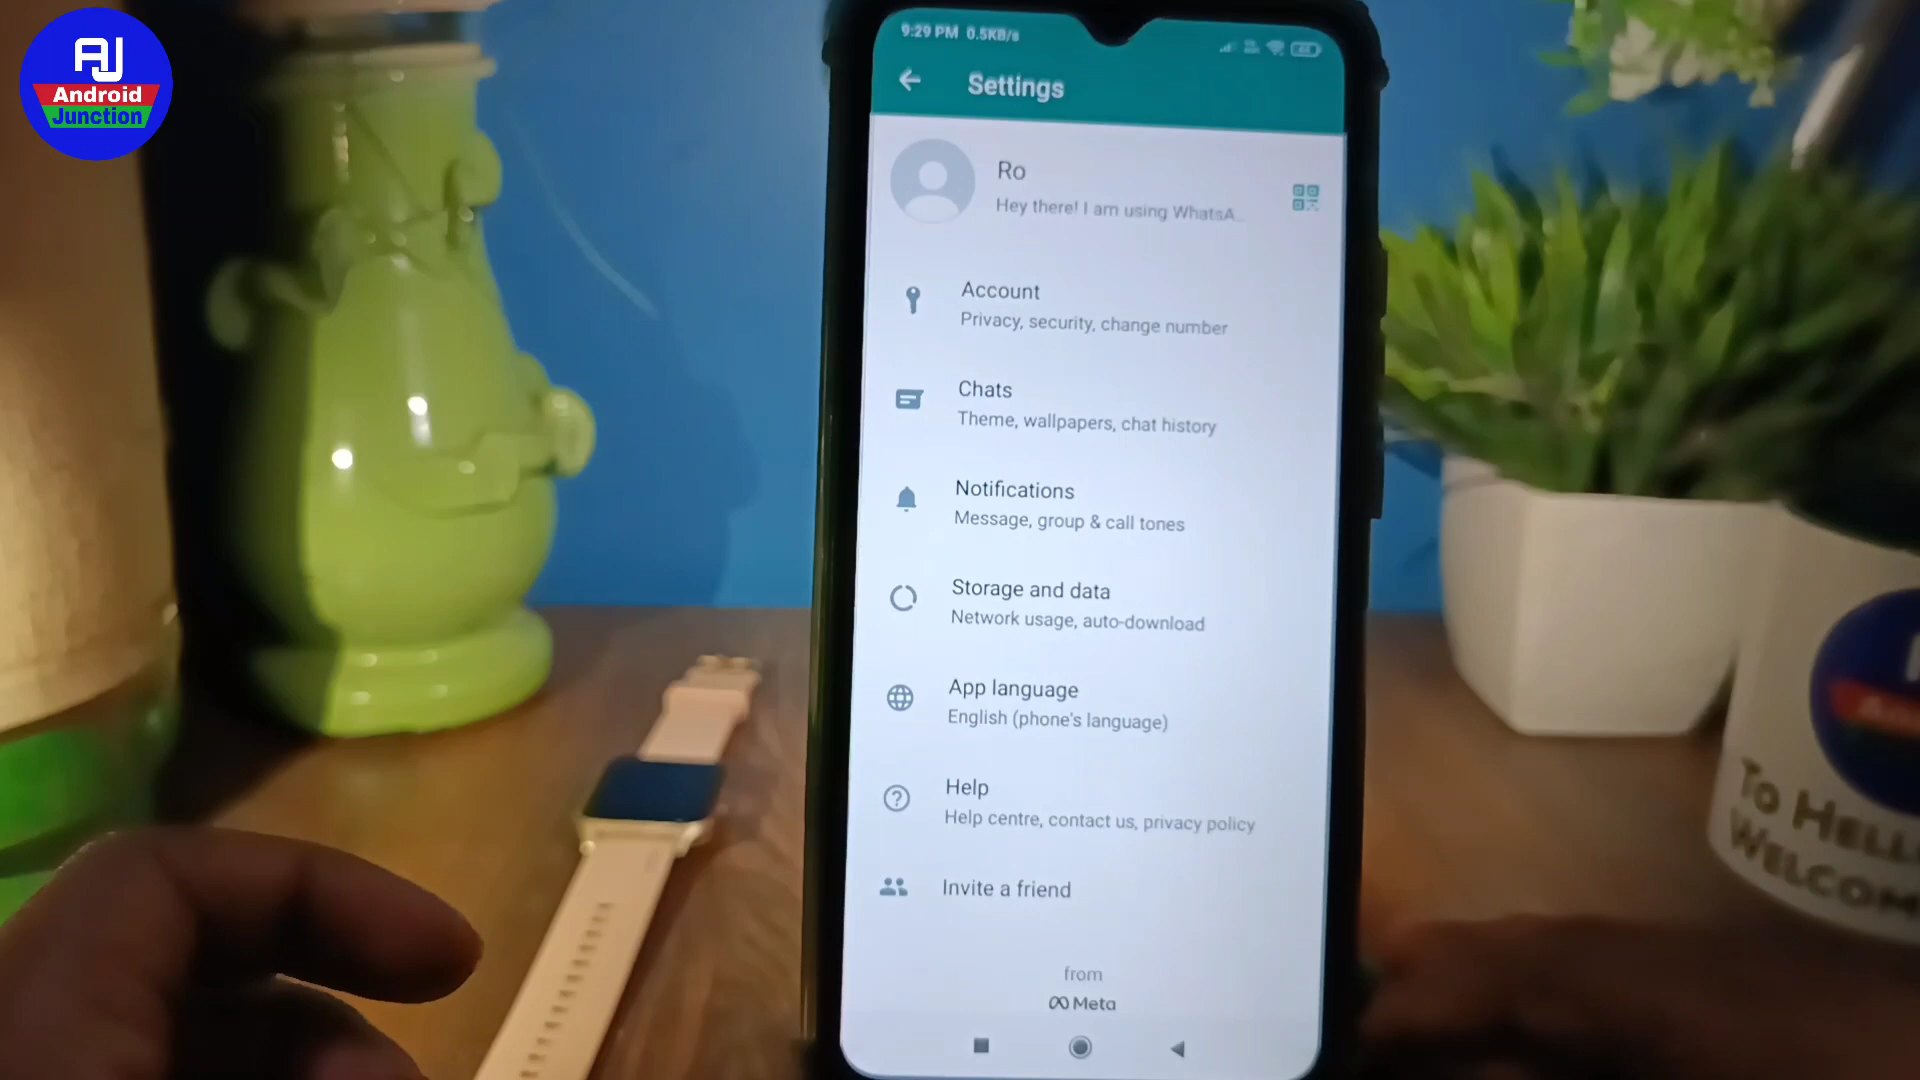 AJ
Android
Junction
9:29 PM 0.5KB/s
Settings
Ro
Hey there! I am using WhatsA...
Account
Privacy, security, change number
Chats
Theme, wallpapers, chat history
Notifications
Message, group & call tones
Storage and data
Network usage, auto-download
App language
English (phone's language)
Help
Help centre, contact us, privacy policy
Invite a friend
from
Meta
To HELL
WELCOM